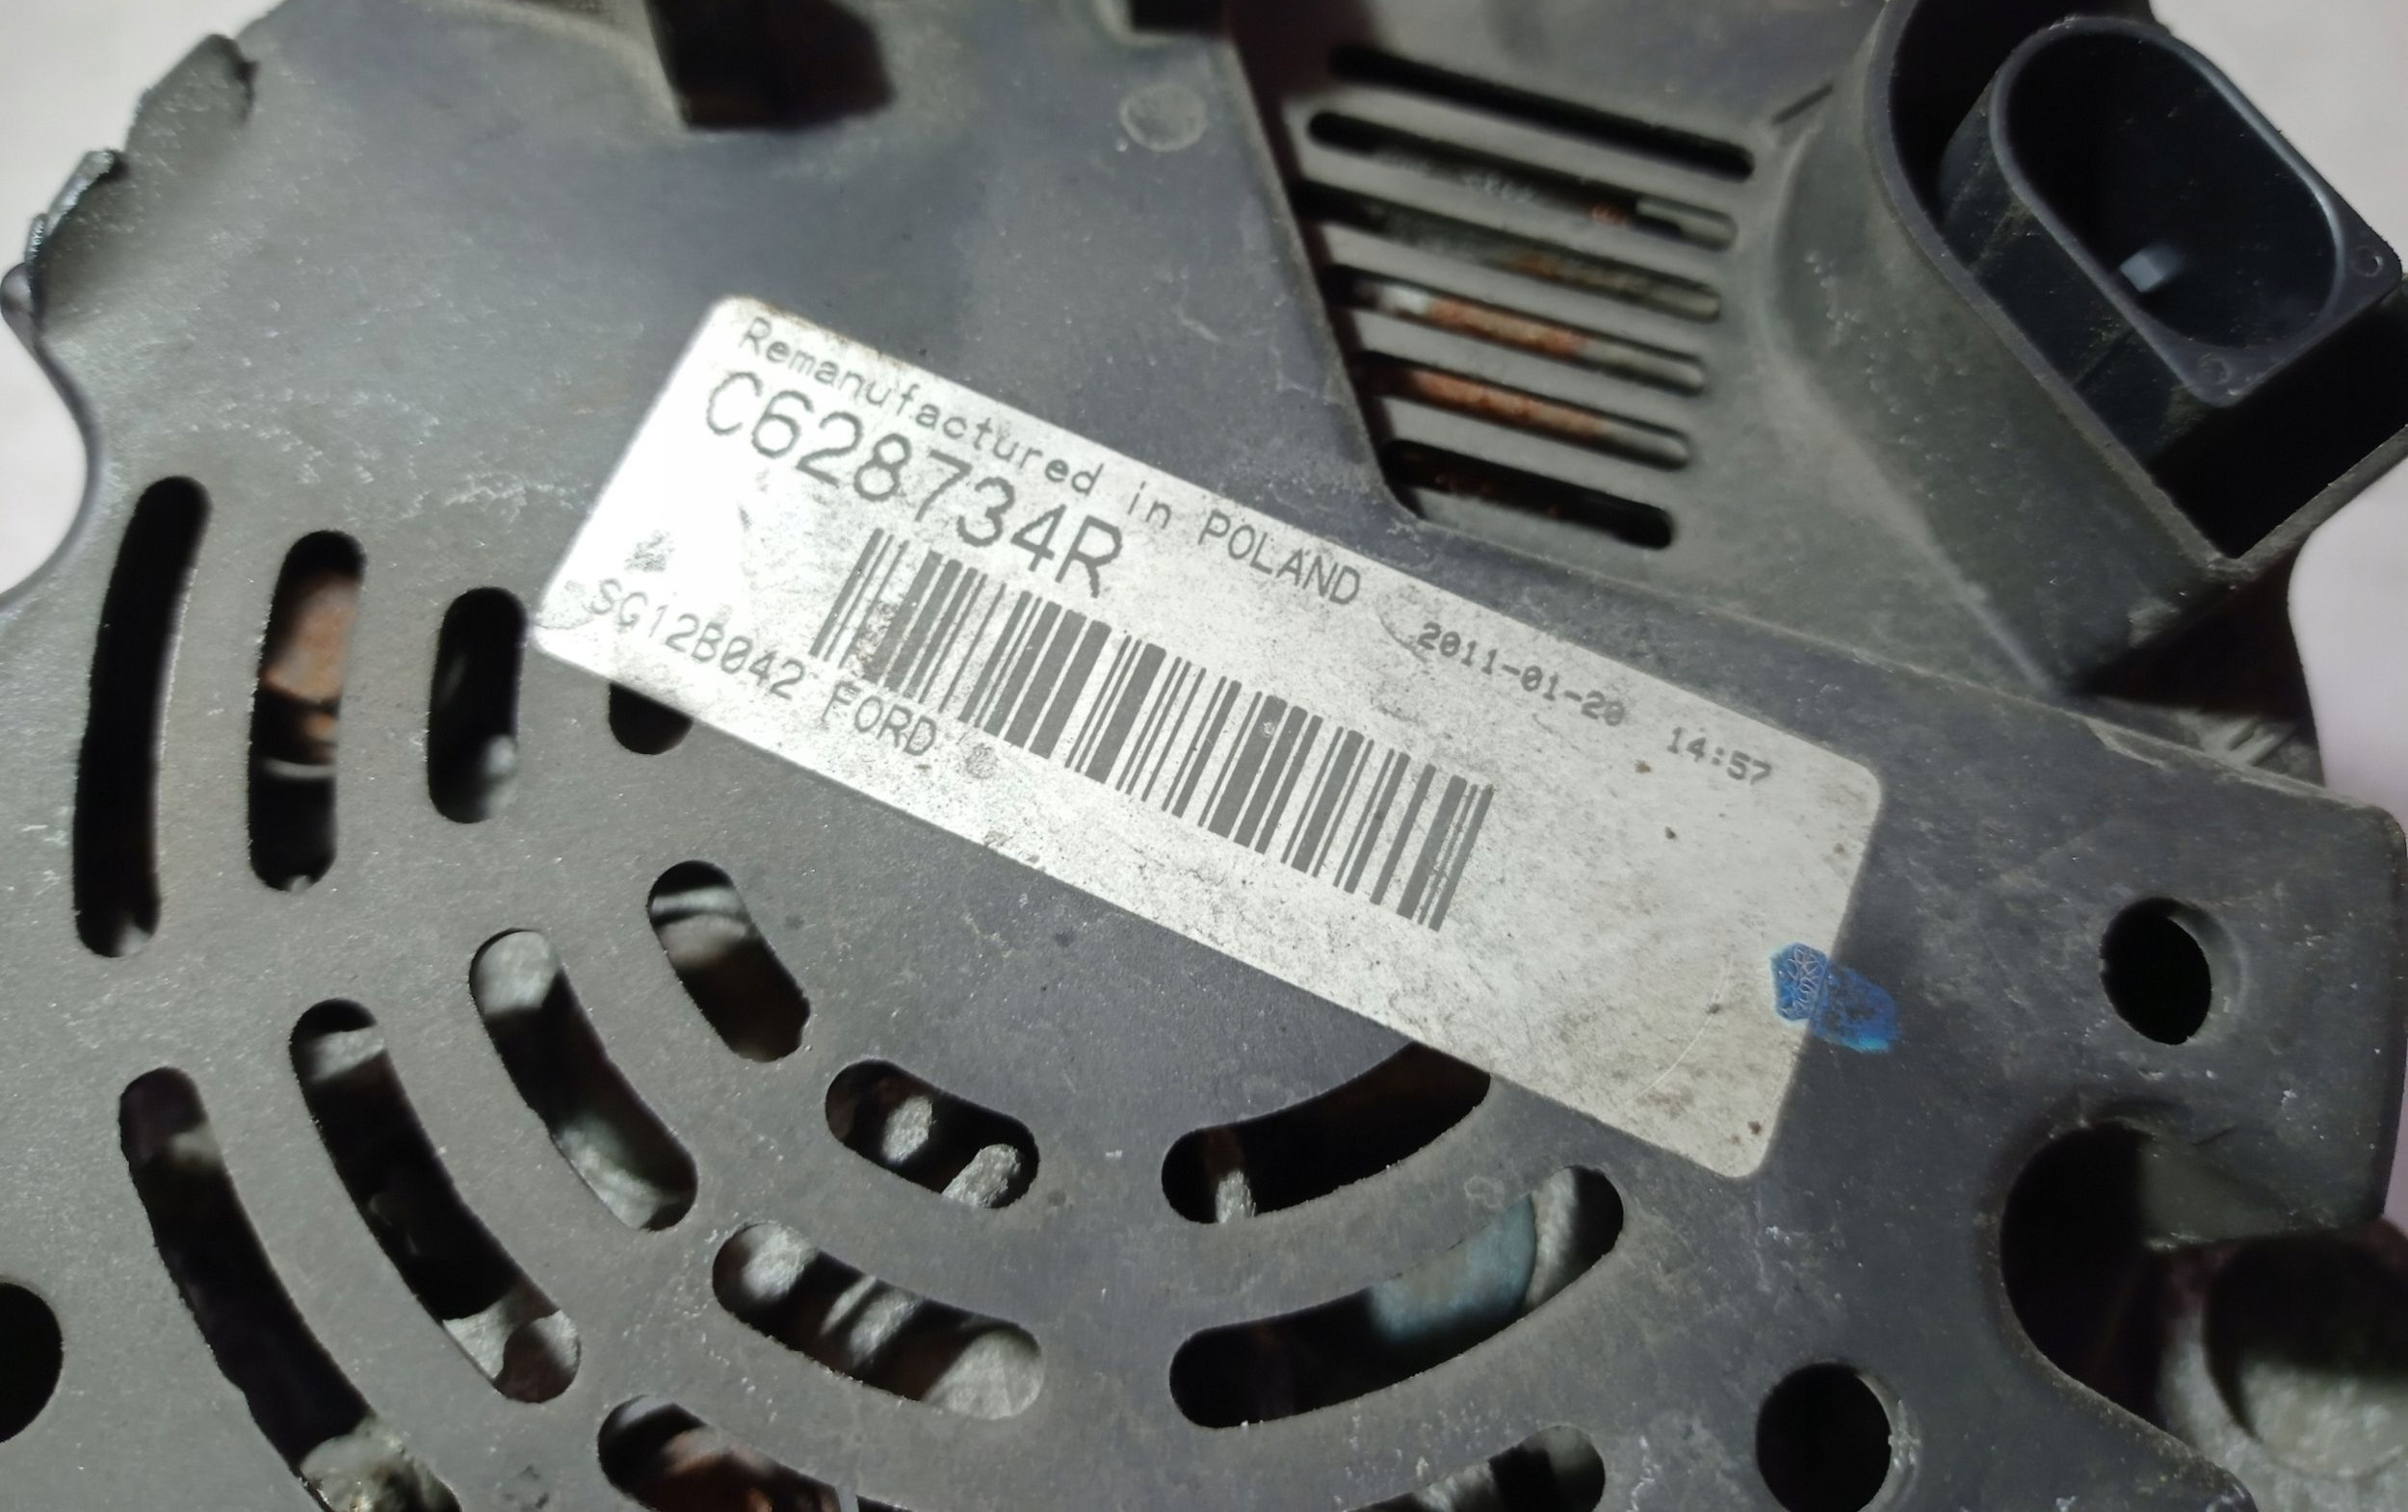 Remanufactured in POLAND 2011-01-20 14:57
C628734R
SG12B042 FORD